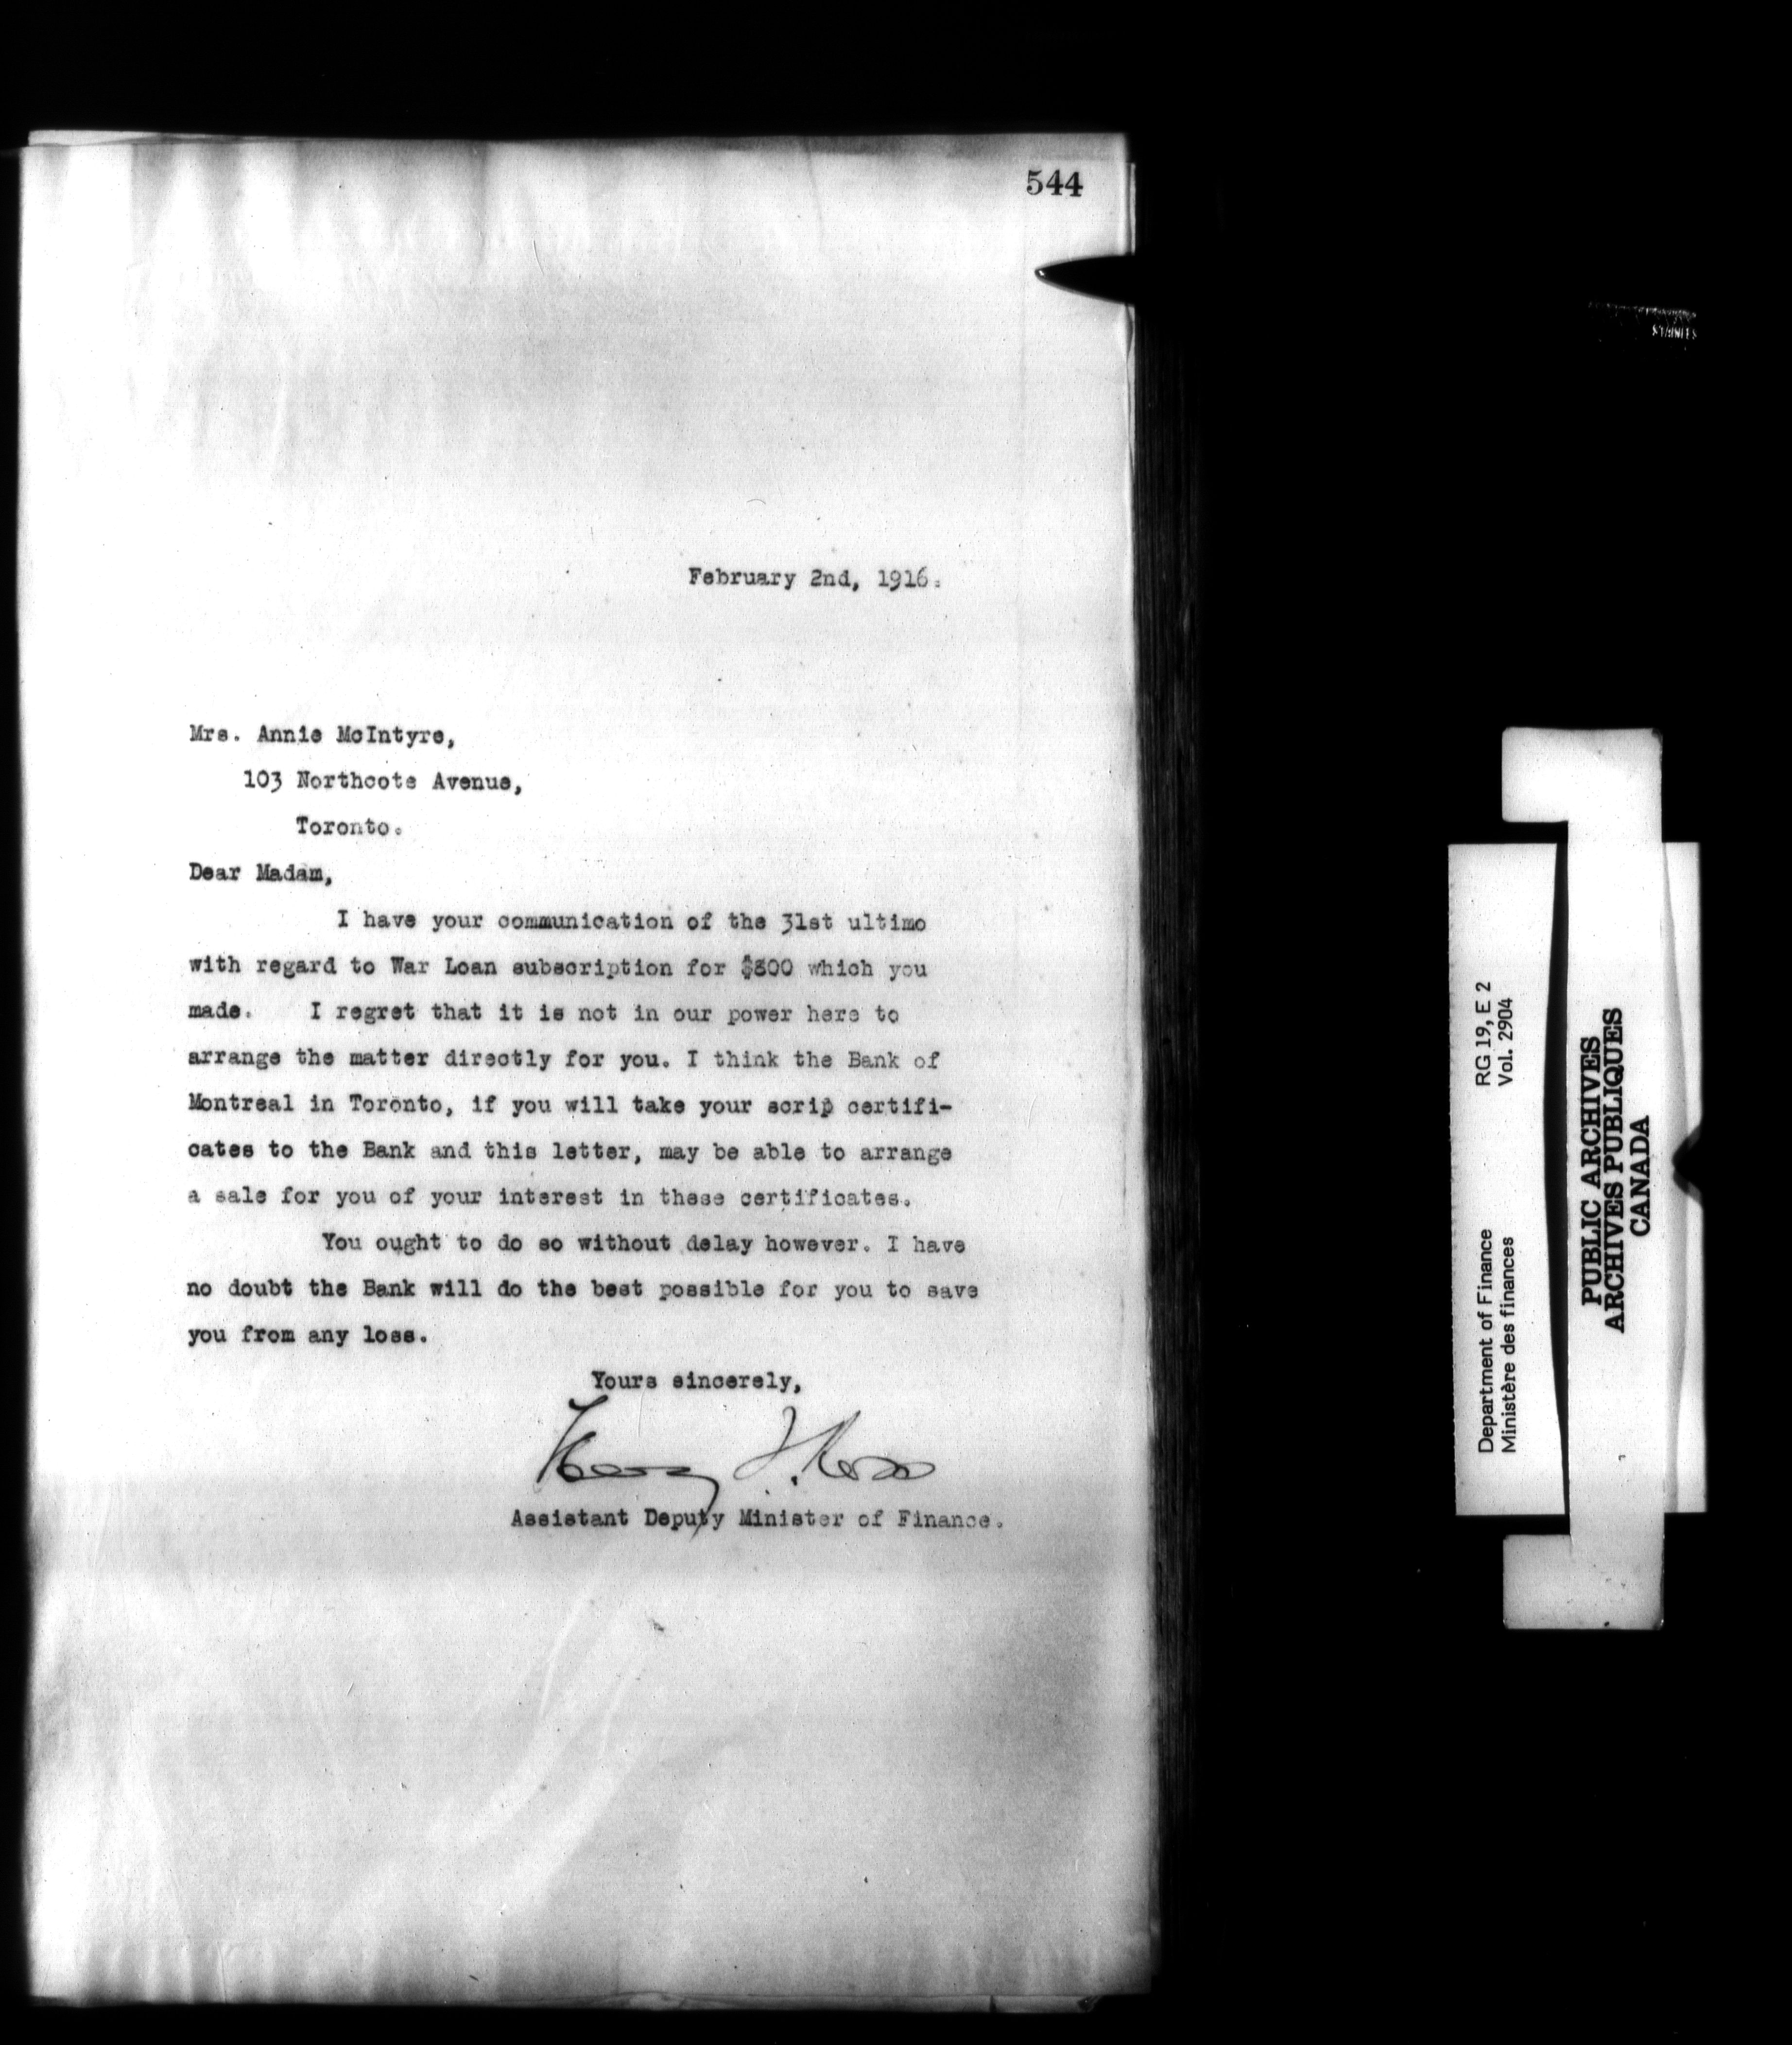 544
February 2nd, 1916.
Mrs. Annie McIntyre,
103 Northcote Avenue,
Toronto.
Dear Madam,
I have your communication of the 31st ultimo
with regard to War Loan subscription for $800 which you
made. I regret that it is not in our power here to
arrange the matter directly for you. I think the Bank of
Montreal in Toronto, if you will take your scrip certifi-
cates to the Bank and this letter, may be able to arrange
a sale for you of your interest in these certificates.
You ought to do so without delay however. I have
no doubt the Bank will do the best possible for you to save
you from any loss.
Yours sincerely,
Assistant Deputy Minister of Finance.
Department of Finance RG 19, E 2
Ministère des finances Vol. 2904
PUBLIC ARCHIVES
ARCHIVES PUBLIQUES
CANADA